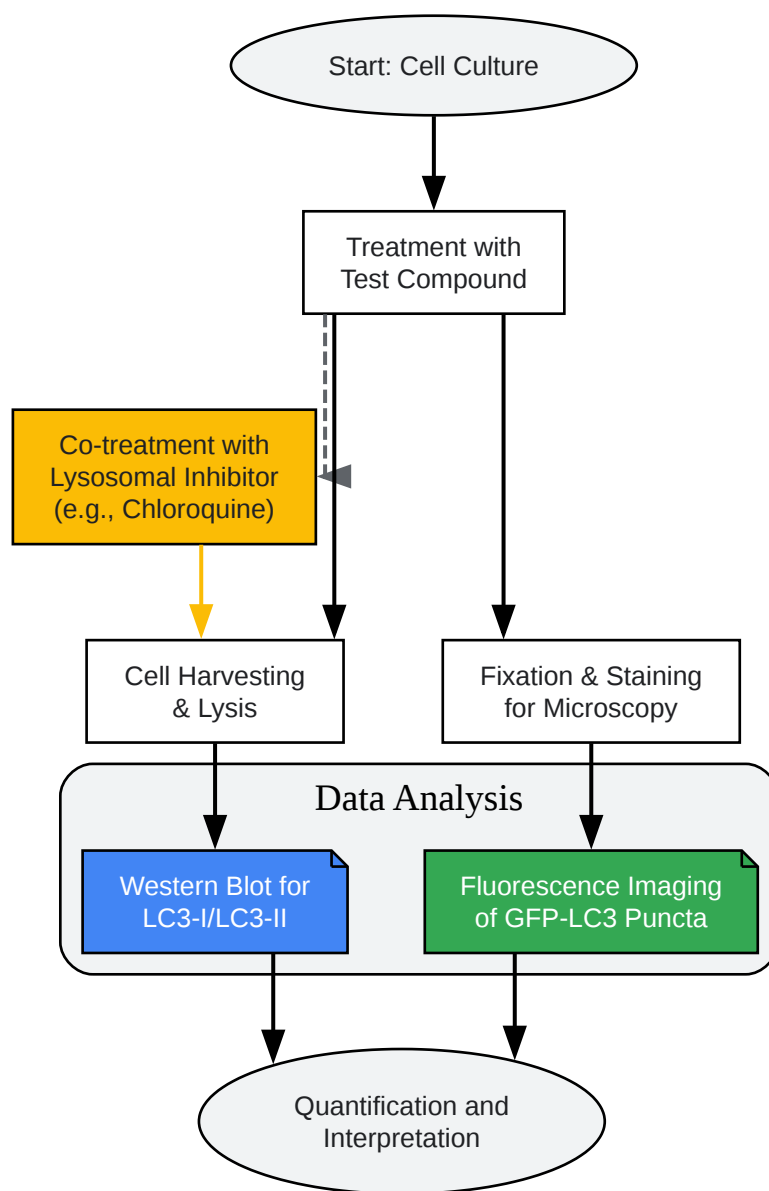 Start: Cell Culture
Treatment with
Test Compound
Co-treatment with
Lysosomal Inhibitor
(e.g., Chloroquine)
Cell Harvesting
& Lysis
Fixation & Staining
for Microscopy
Data Analysis
Western Blot for
LC3-I/LC3-II
Fluorescence Imaging
of GFP-LC3 Puncta
Quantification and
Interpretation